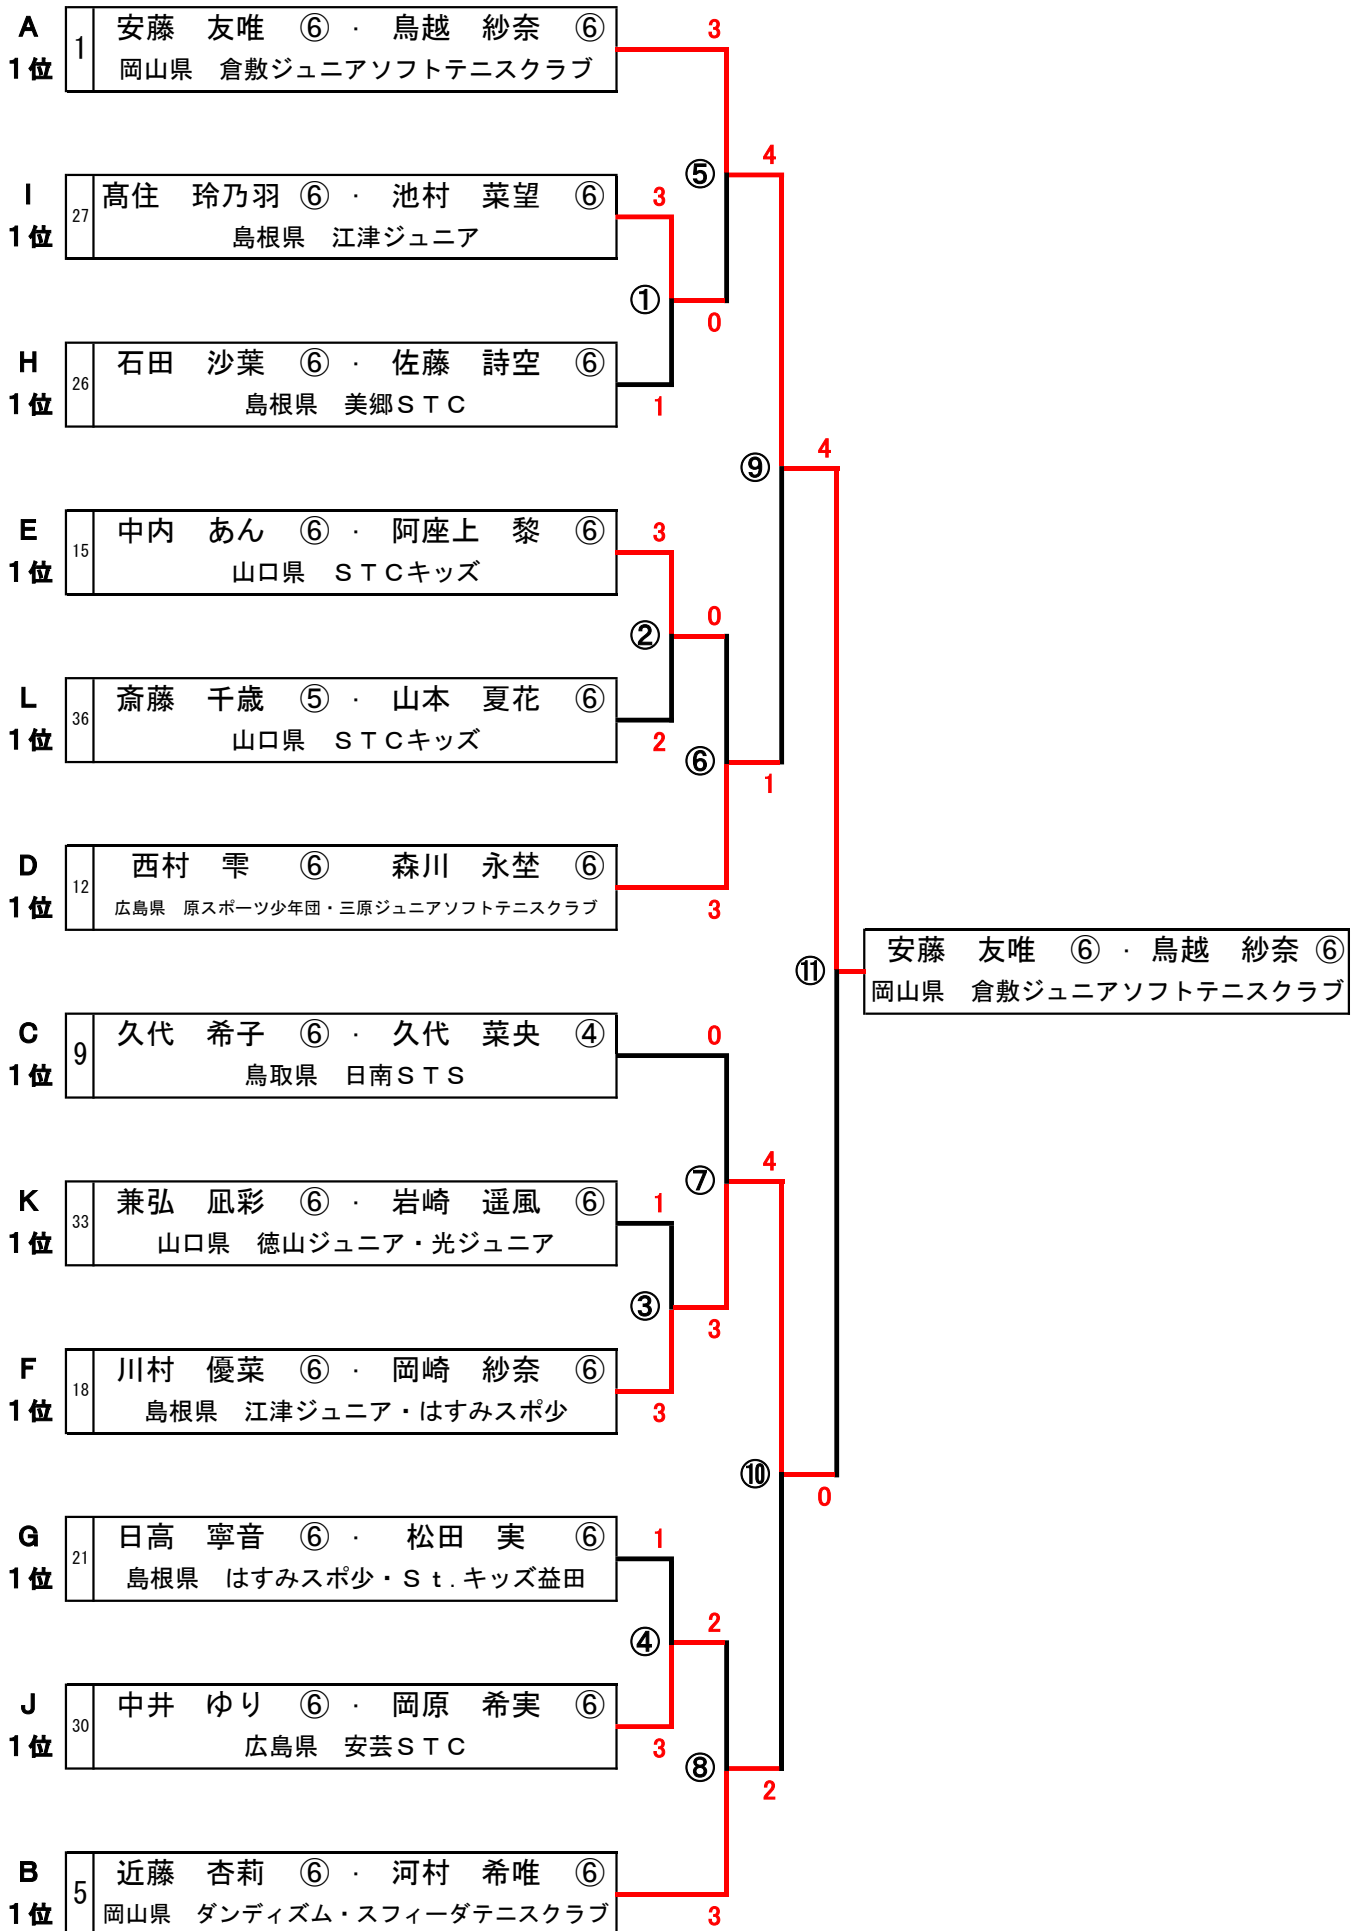 A
1位
1
安藤　友唯　⑥　・　鳥越　紗奈　⑥
岡山県　倉敷ジュニアソフトテニスクラブ
3
⑤
4
I
1位
27
髙住　玲乃羽　⑥　・　池村　菜望　⑥
島根県　江津ジュニア
3
①
0
H
1位
26
石田　沙葉　⑥　・　佐藤　詩空　⑥
島根県　美郷ＳＴＣ
1
⑨
4
E
1位
15
中内　あん　⑥　・　阿座上　黎　⑥
山口県　ＳＴＣキッズ
3
②
0
L
1位
36
斎藤　千歳　⑤　・　山本　夏花　⑥
山口県　ＳＴＣキッズ
2
⑥
1
D
1位
12
西村　雫　⑥　　森川　永埜　⑥
広島県　原スポーツ少年団・三原ジュニアソフトテニスクラブ
3
⑪
安藤　友唯　⑥　・　鳥越　紗奈　⑥
岡山県　倉敷ジュニアソフトテニスクラブ
C
1位
9
久代　希子　⑥　・　久代　菜央　④
鳥取県　日南ＳＴＳ
0
⑦
4
K
1位
33
兼弘　凪彩　⑥　・　岩崎　遥風　⑥
山口県　徳山ジュニア・光ジュニア
1
③
3
F
1位
18
川村　優菜　⑥　・　岡崎　紗奈　⑥
島根県　江津ジュニア・はすみスポ少
3
⑩
0
G
1位
21
日高　寧音　⑥　・　松田　実　⑥
島根県　はすみスポ少・Ｓｔ.キッズ益田
1
④
2
J
1位
30
中井　ゆり　⑥　・　岡原　希実　⑥
広島県　安芸ＳＴＣ
3
⑧
2
B
1位
5
近藤　杏莉　⑥　・　河村　希唯　⑥
岡山県　ダンディズム・スフィーダテニスクラブ
3